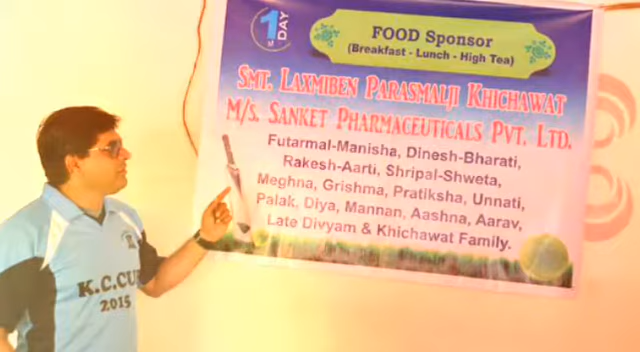 1st
DAY
FOOD Sponsor
(Breakfast - Lunch - High Tea)
SMT. LAXMIBEN PARASMALJI KHICHAWAT
M/S. SANKET PHARMACEUTICALS PVT. LTD.
Futarmal-Manisha, Dinesh-Bharati,
Rakesh-Aarti, Shripal-Shweta,
Meghna, Grishma, Pratiksha, Unnati,
Palak, Diya, Mannan, Aashna, Aarav,
Late Divyam & Khichawat Family.
K.C.CUP
2015